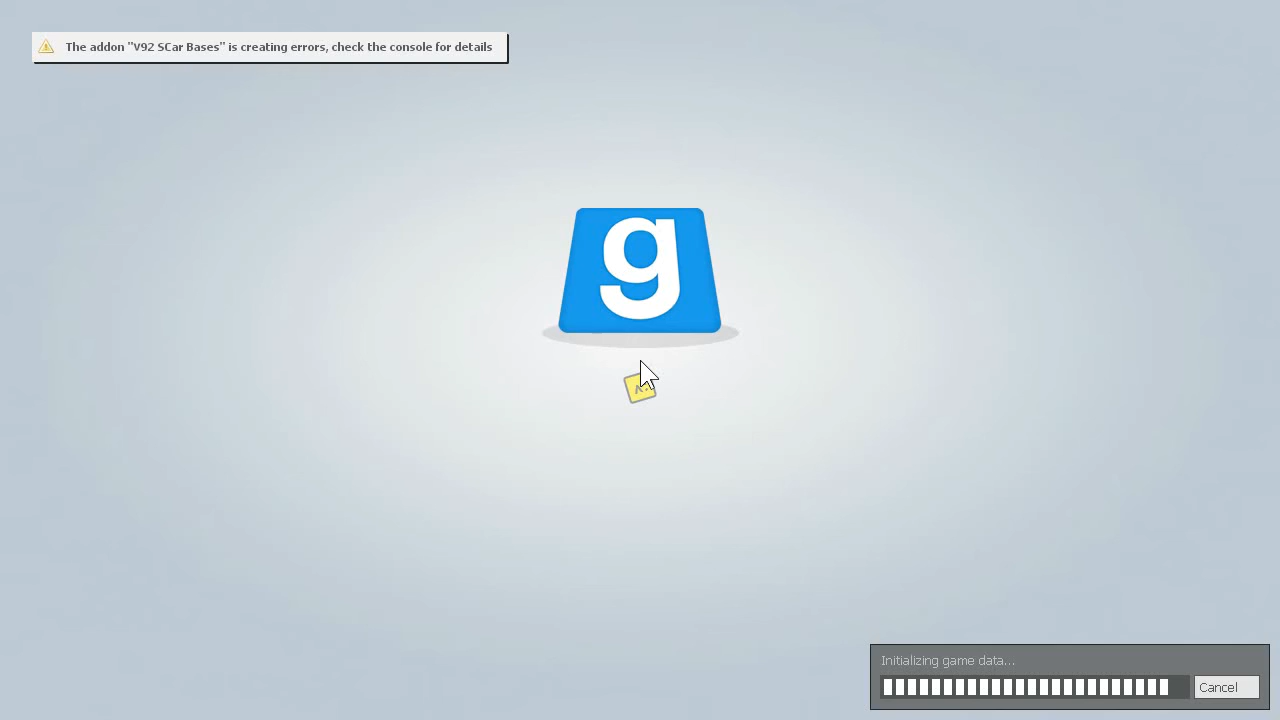 The addon "V92 SCar Bases" is creating errors, check the console for details
g
Initializing game data...
Cancel